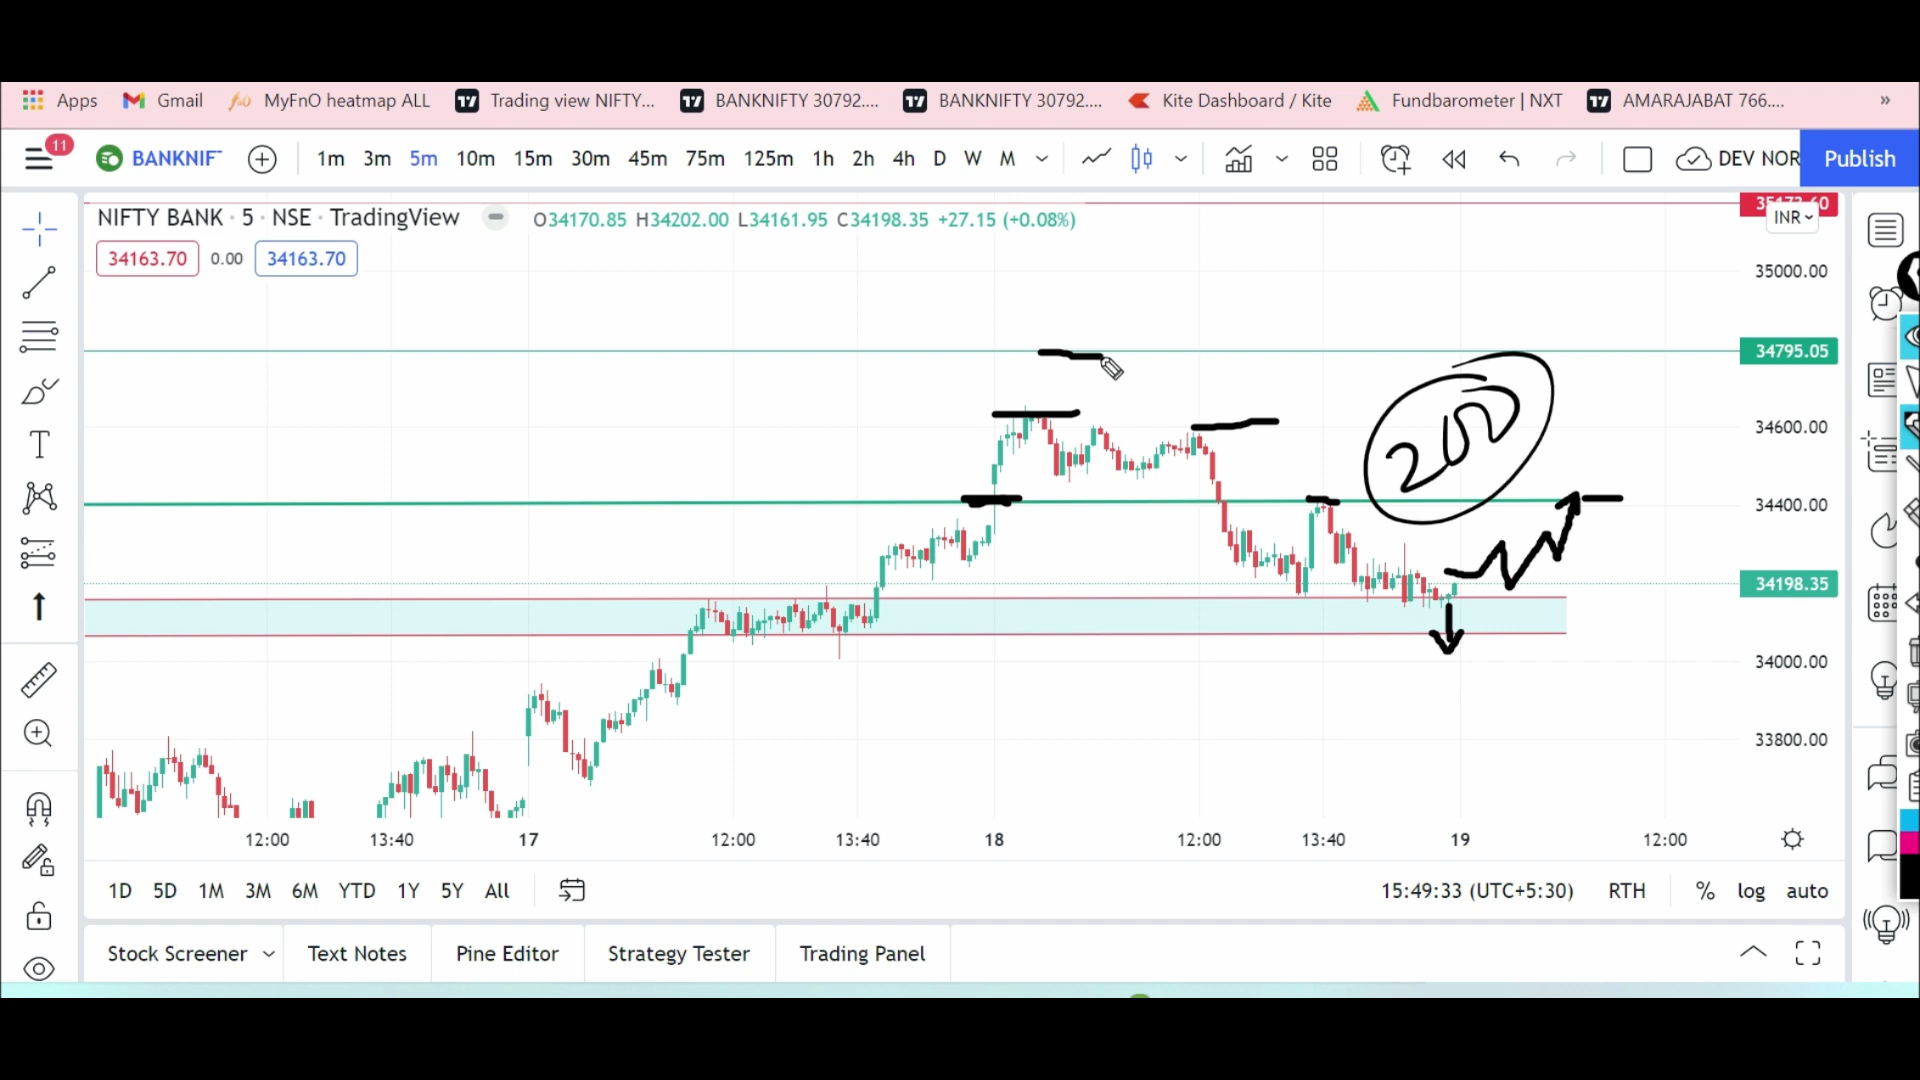 Apps Gmail MyFnO heatmap ALL Trading view NIFTY... BANKNIFTY 30792.... BANKNIFTY 30792.... Kite Dashboard / Kite Fundbarometer | NXT AMARAJABAT 766.... »
11 BANKNIF 1m 3m 5m 10m 15m 30m 45m 75m 125m 1h 2h 4h D W M DEV NOR Publish
NIFTY BANK · 5 · NSE · TradingView O34170.85 H34202.00 L34161.95 C34198.35 +27.15 (+0.08%)
INR
34163.70 0.00 34163.70
35000.00
34795.05
34600.00
200
34400.00
34198.35
34000.00
33800.00
12:00 13:40 17 12:00 13:40 18 12:00 13:40 19 12:00
1D 5D 1M 3M 6M YTD 1Y 5Y All 15:49:33 (UTC+5:30) RTH % log auto
Stock Screener Text Notes Pine Editor Strategy Tester Trading Panel